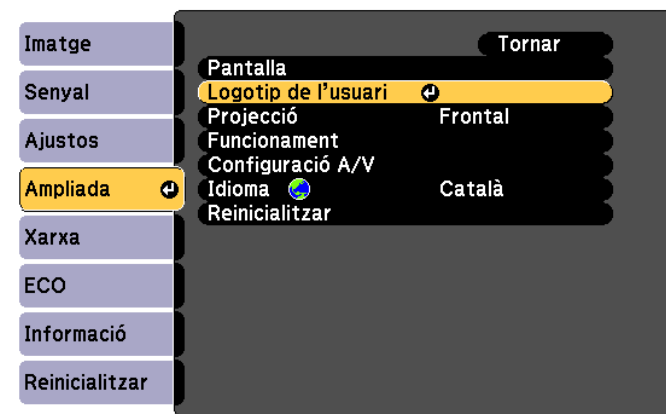 Imatge
Senyal
Ajustos
Ampliada
Xarxa
ECO
Informació
Reinicialitzar
Tornar
Pantalla
Logotip de l'usuari
Projecció Frontal
Funcionament
Configuració A/V
Idioma Català
Reinicialitzar